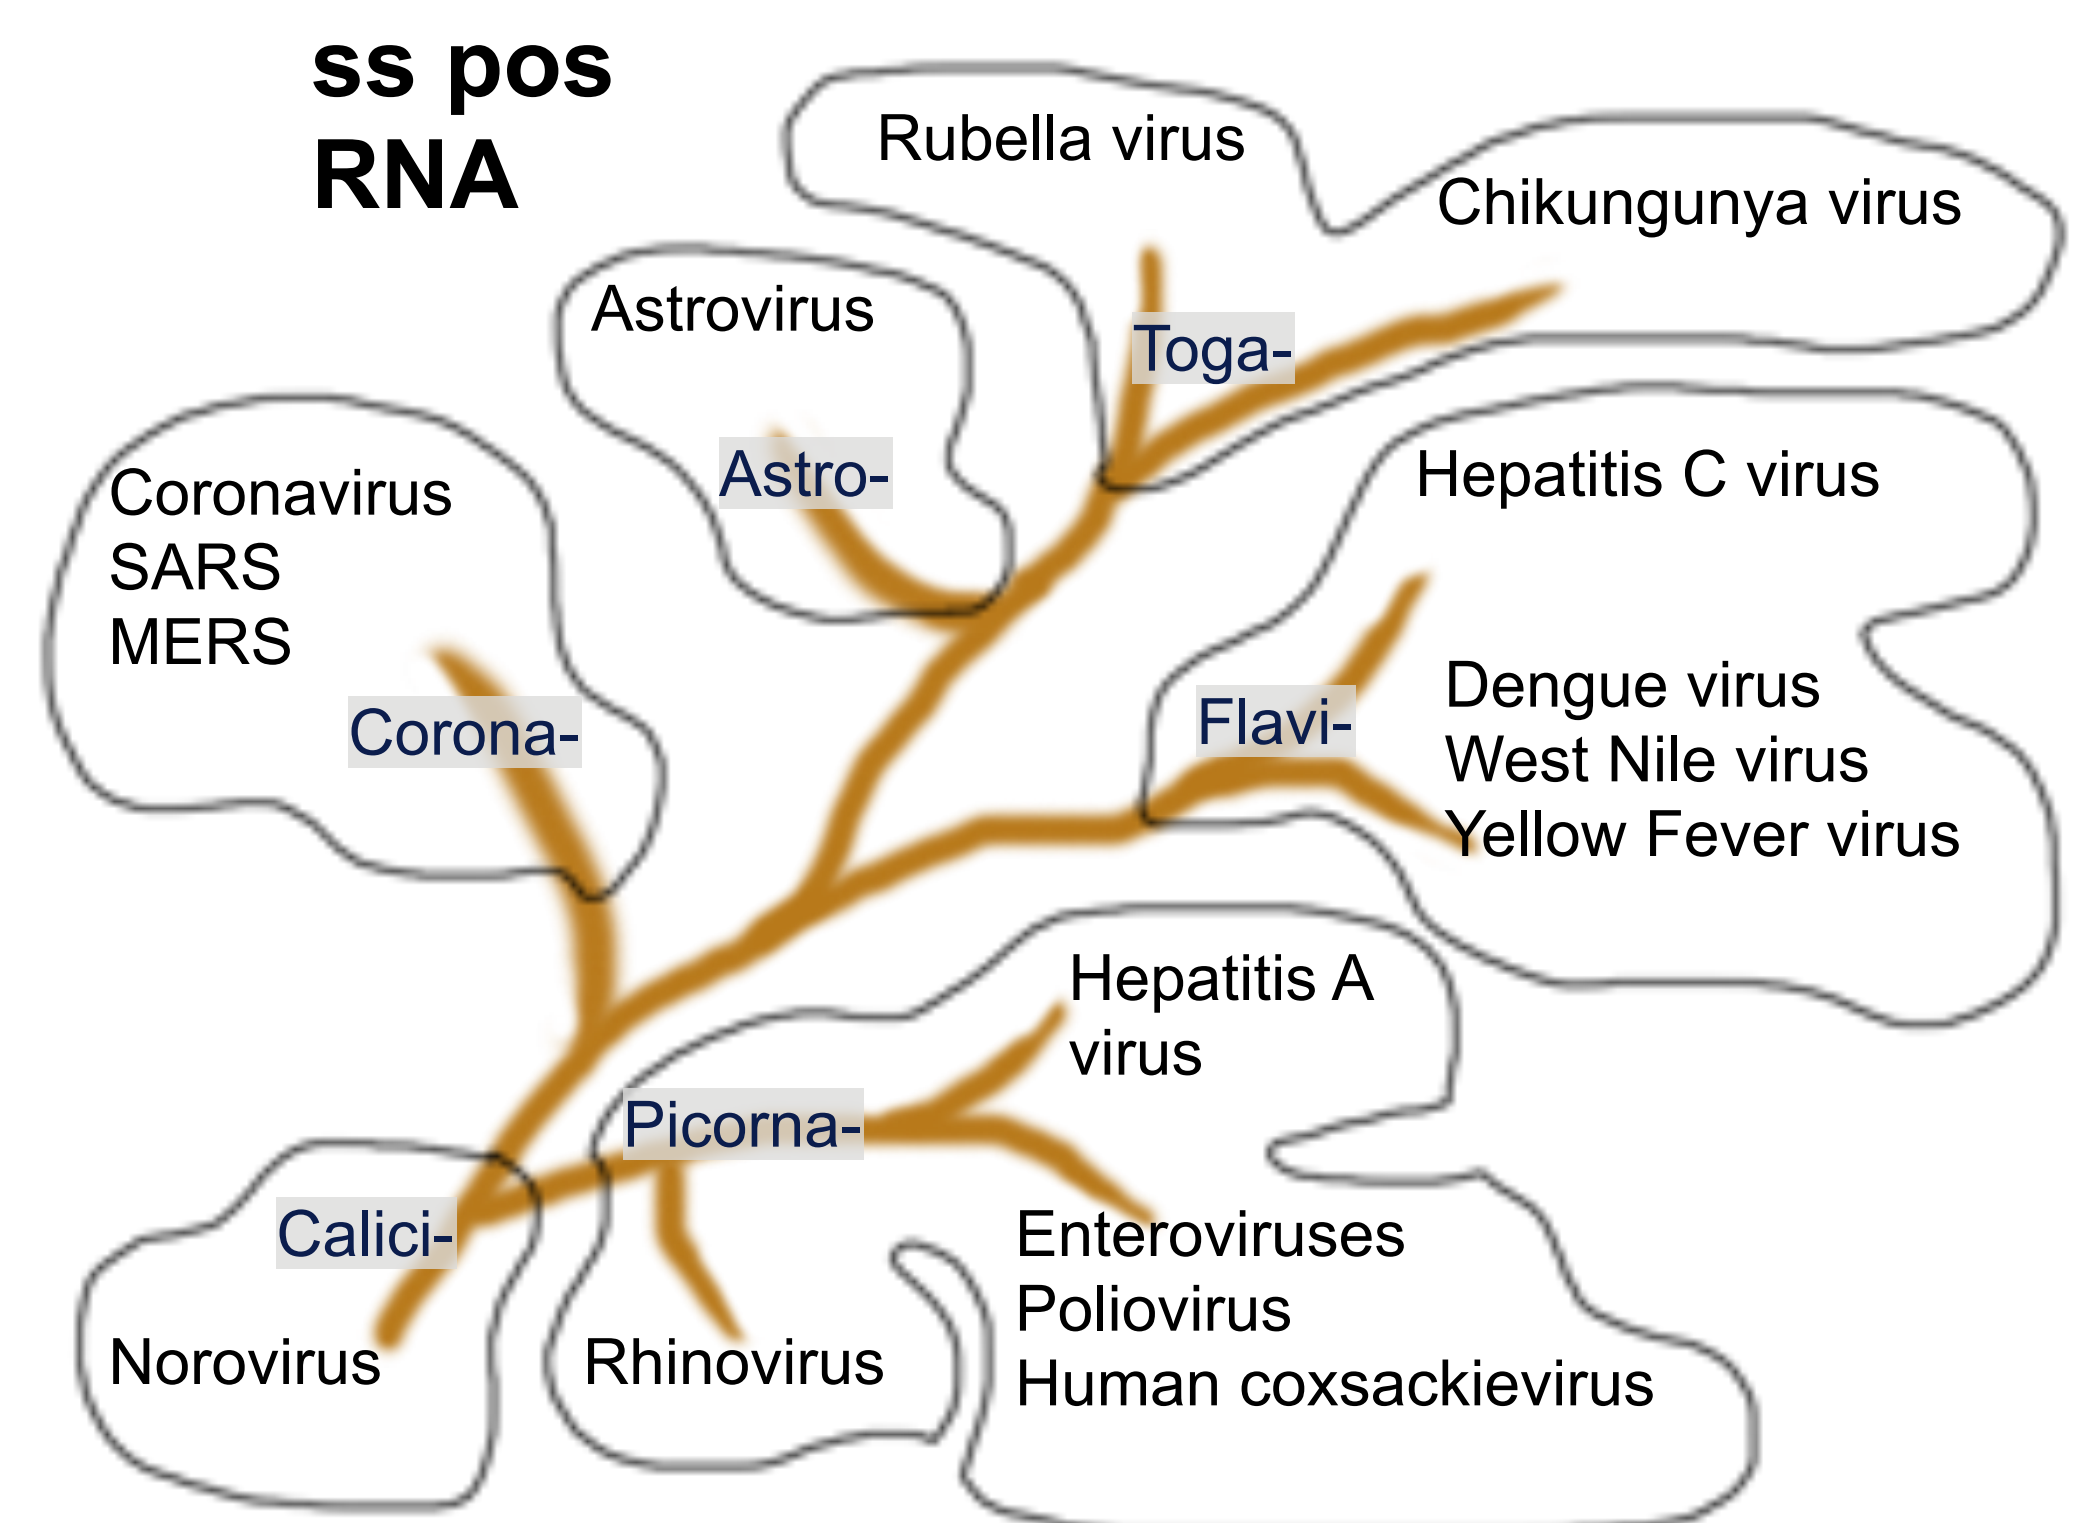 ss pos
RNA
Rubella virus
Chikungunya virus
Toga-
Astrovirus
Astro-
Coronavirus
SARS
MERS
Corona-
Hepatitis C virus
Flavi-
Dengue virus
West Nile virus
Yellow Fever virus
Hepatitis A
virus
Picorna-
Calici-
Norovirus
Rhinovirus
Enteroviruses
Poliovirus
Human coxsackievirus